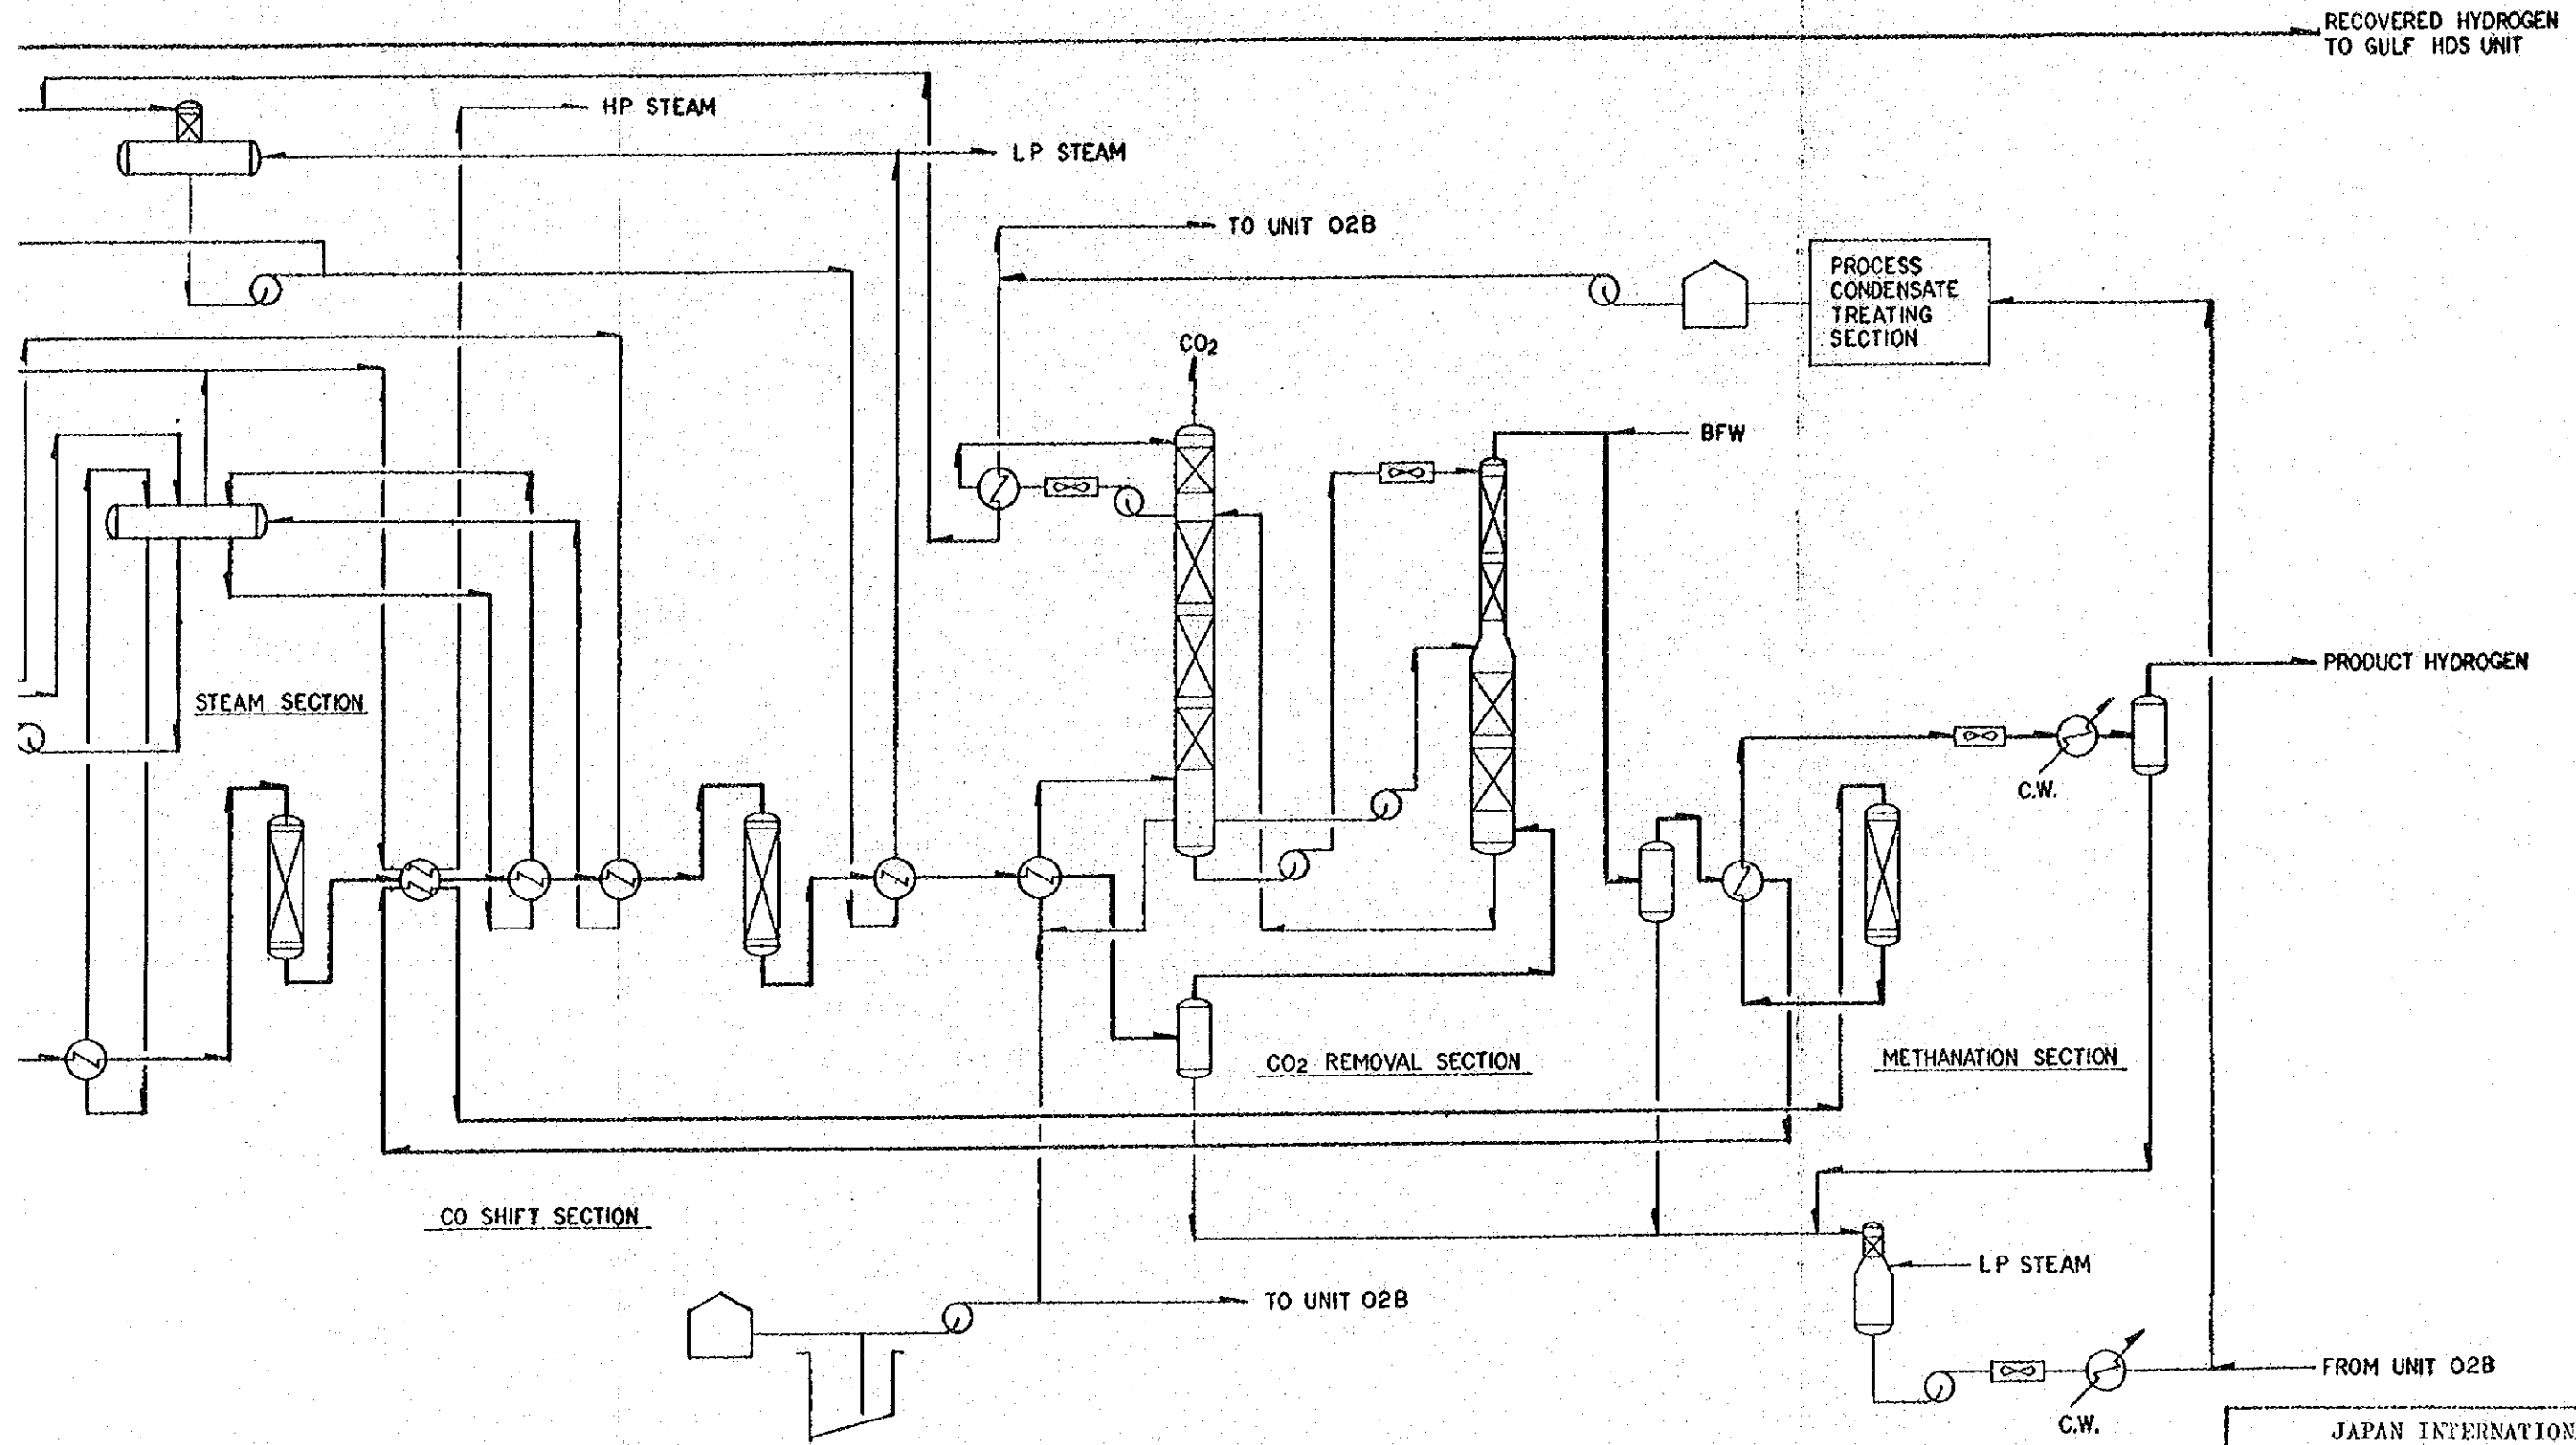 RECOVERED HYDROGEN
TO GULF HDS UNIT
HP STEAM
LP STEAM
TO UNIT 02B
PROCESS
CONDENSATE
TREATING
SECTION
CO2
BFW
PRODUCT HYDROGEN
STEAM SECTION
C.W.
CO2 REMOVAL SECTION
METHANATION SECTION
CO SHIFT SECTION
LP STEAM
TO UNIT 02B
FROM UNIT 02B
C.W.
JAPAN INTERNATION